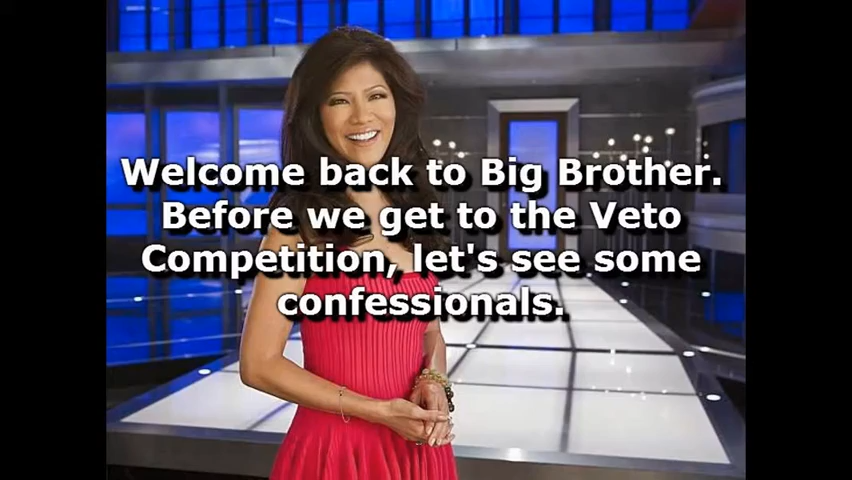 Welcome back to Big Brother.
Before we get to the Veto
Competition, let's see some
confessionals.